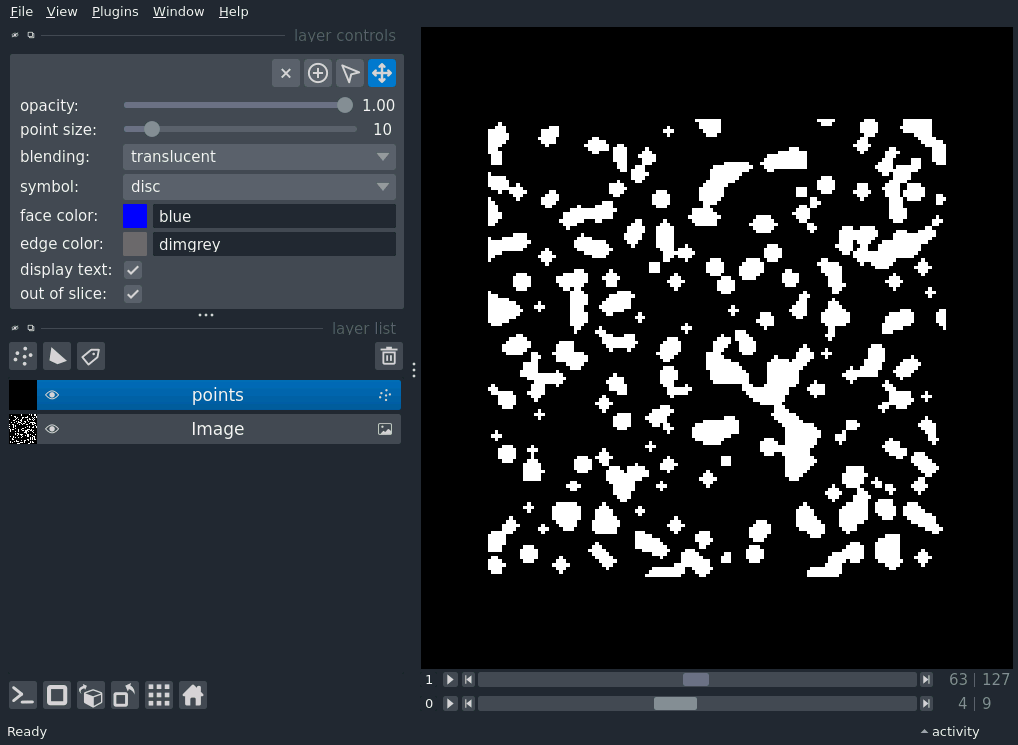 File View Plugins Window Help
layer controls
opacity: 1.00
point size: 10
blending: translucent
symbol: disc
face color: blue
edge color: dimgrey
display text:
out of slice:
layer list
points
Image
1 63 | 127
0 4 | 9
Ready activity